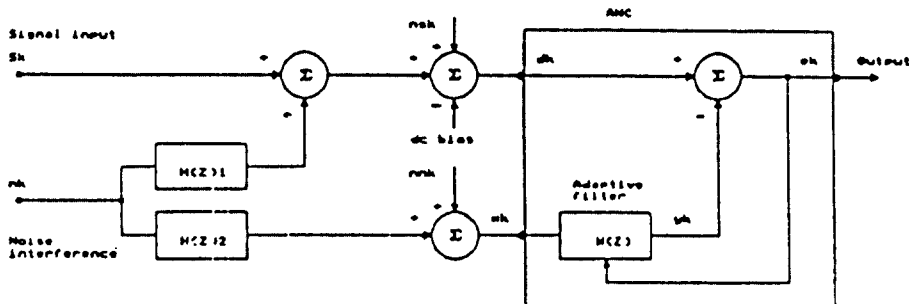 ANC
nsk
Signal input
Sk
+
Σ
+
+
+
Σ
-
dk
+
Σ
-
ek
Output
dc bias
nk
H(Z)1
nnk
+
Adaptive
filter
Noise
interference
H(Z)2
+
Σ
xk
W(Z)
yk